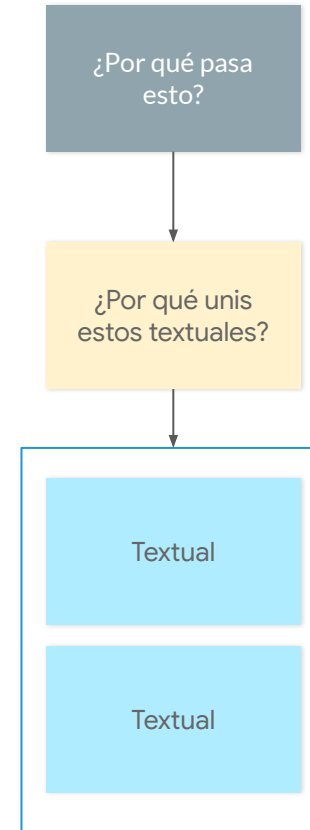 ¿Por qué pasa
esto?
¿Por qué unis
estos textuales?
Textual
Textual